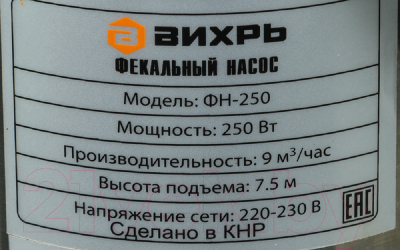 ВИХРЬ
ФЕКАЛЬНЫЙ НАСОС
Модель: ФН-250
Мощность: 250 Вт
Производительность: 9 м³/час
Высота подъема: 7.5 м
Напряжение сети: 220-230 В
Сделано в КНР
ЕАС